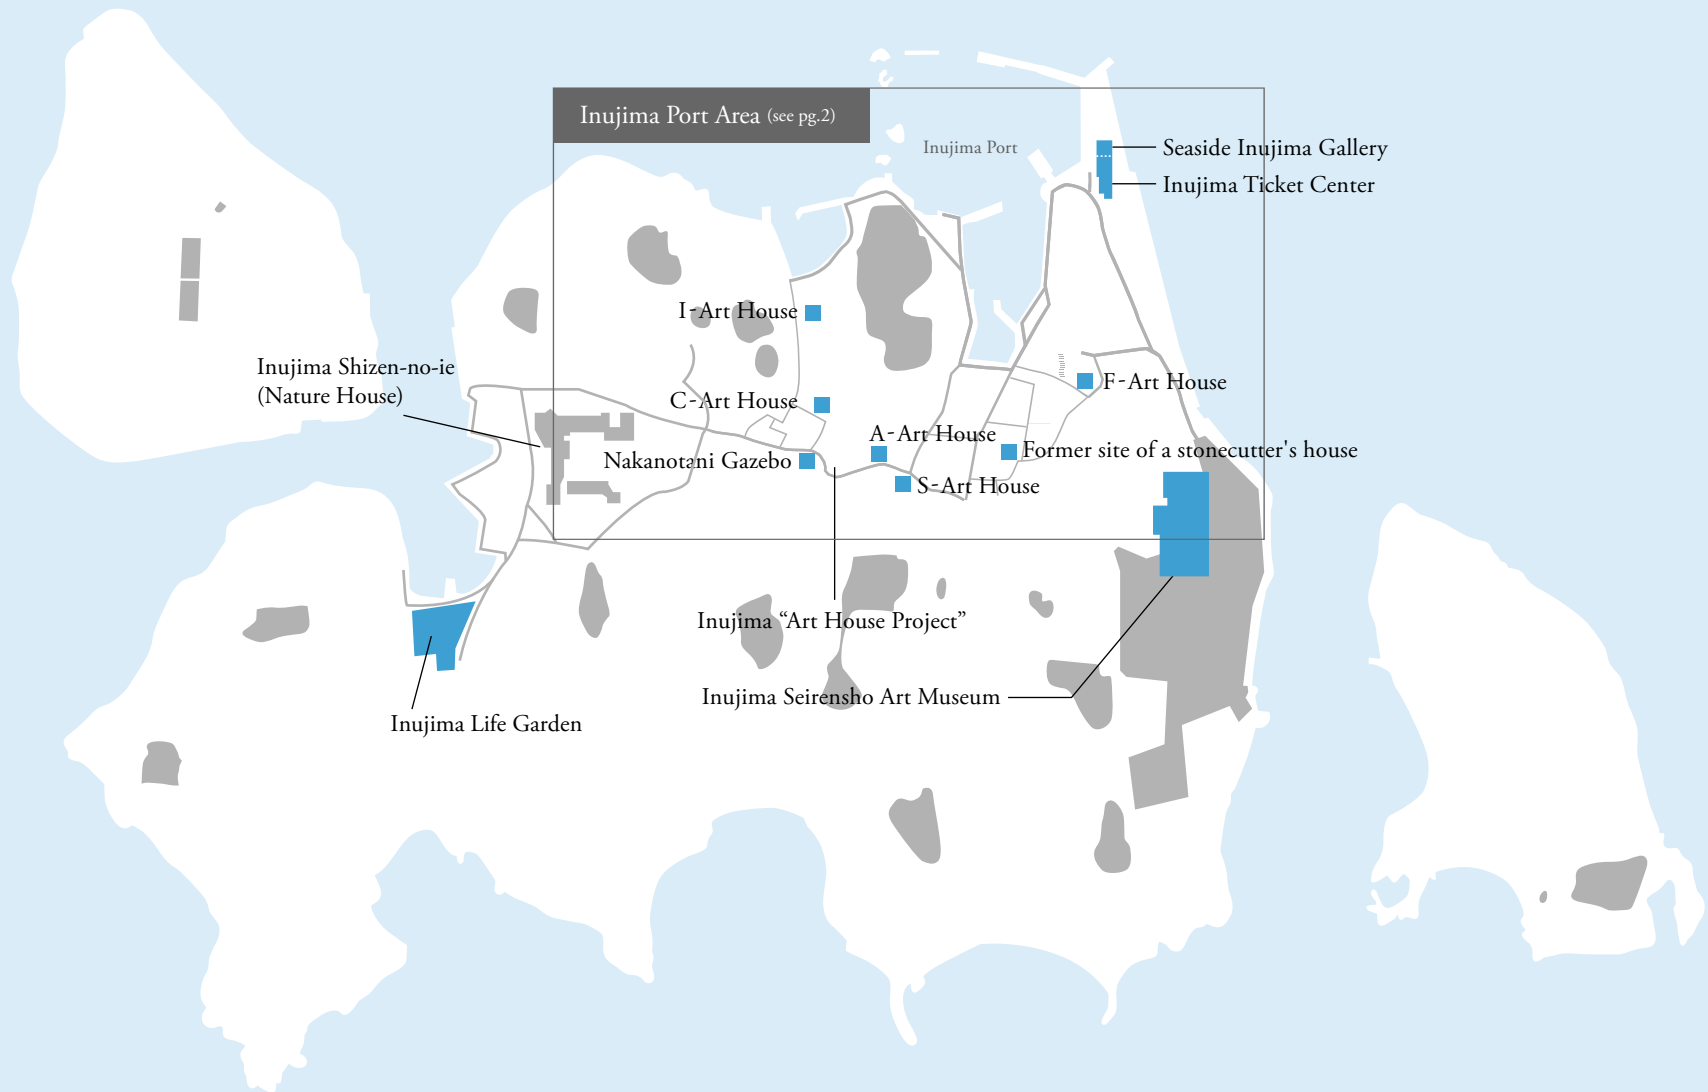 Inujima Port Area (see pg.2)
Inujima Port
Seaside Inujima Gallery
Inujima Ticket Center
I-Art House
Inujima Shizen-no-ie
(Nature House)
F-Art House
C-Art House
A-Art House
Former site of a stonecutter's house
Nakanotani Gazebo
S-Art House
Inujima “Art House Project”
Inujima Seirensho Art Museum
Inujima Life Garden